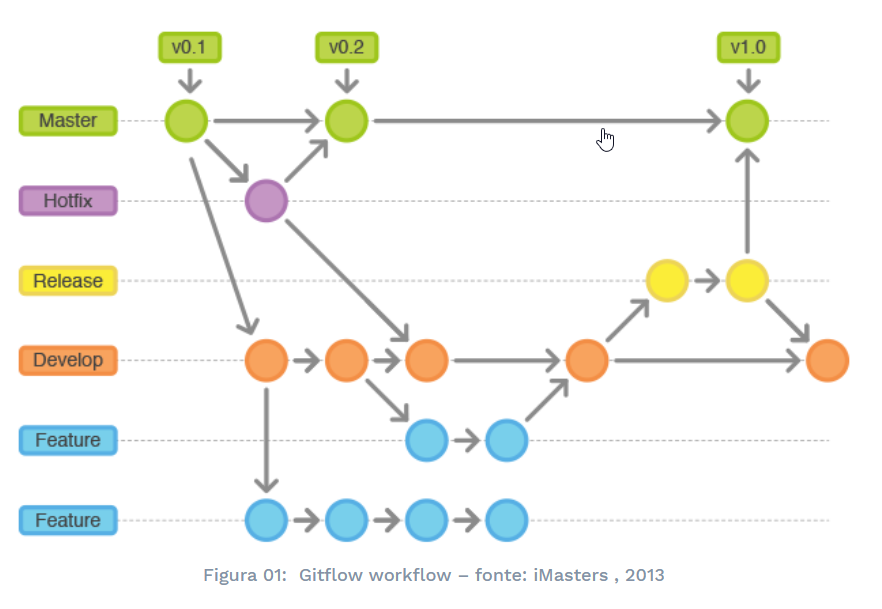 v0.1
v0.2
v1.0
Master
Hotfix
Release
Develop
Feature
Feature
Figura 01:  Gitflow workflow – fonte: iMasters , 2013